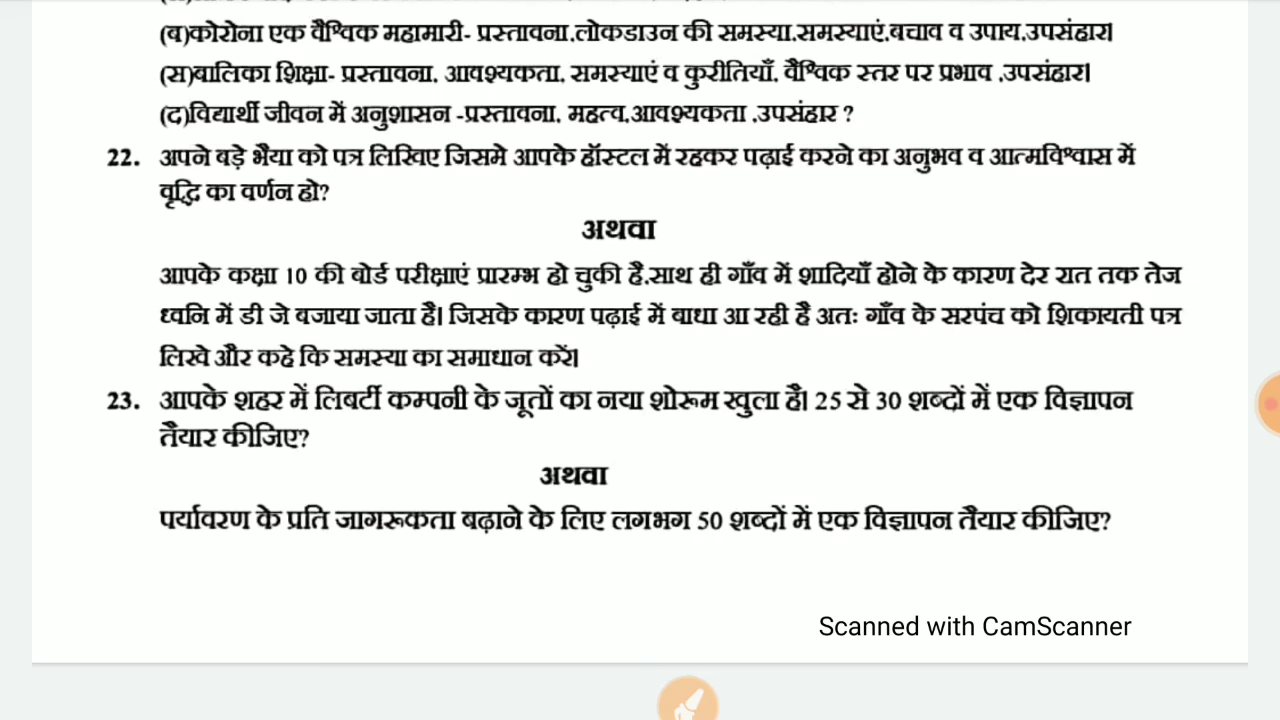 (ब)कोरोना एक वैश्विक महामारी- प्रस्तावना,लोकडाउन की समस्या,समस्याएं,बचाव व उपाय,उपसंहार।
(स)बालिका शिक्षा- प्रस्तावना, आवश्यकता, समस्याएं व कुरीतियाँ, वैश्विक स्तर पर प्रभाव ,उपसंहार।
(द)विद्यार्थी जीवन में अनुशासन -प्रस्तावना, महत्व,आवश्यकता ,उपसंहार ?
22. अपने बड़े भैया को पत्र लिखिए जिसमे आपके हॉस्टल में रहकर पढ़ाई करने का अनुभव व आत्मविश्वास में
वृद्धि का वर्णन हो?
अथवा
आपके कक्षा 10 की बोर्ड परीक्षाएं प्रारम्भ हो चुकी है,साथ ही गाँव में शादियाँ होने के कारण देर रात तक तेज
ध्वनि में डी जे बजाया जाता है। जिसके कारण पढ़ाई में बाधा आ रही है अतः गाँव के सरपंच को शिकायती पत्र
लिखे और कहे कि समस्या का समाधान करें।
23. आपके शहर में लिबर्टी कम्पनी के जूतों का नया शोरूम खुला है। 25 से 30 शब्दों में एक विज्ञापन
तैयार कीजिए?
अथवा
पर्यावरण के प्रति जागरूकता बढ़ाने के लिए लगभग 50 शब्दों में एक विज्ञापन तैयार कीजिए?
Scanned with CamScanner